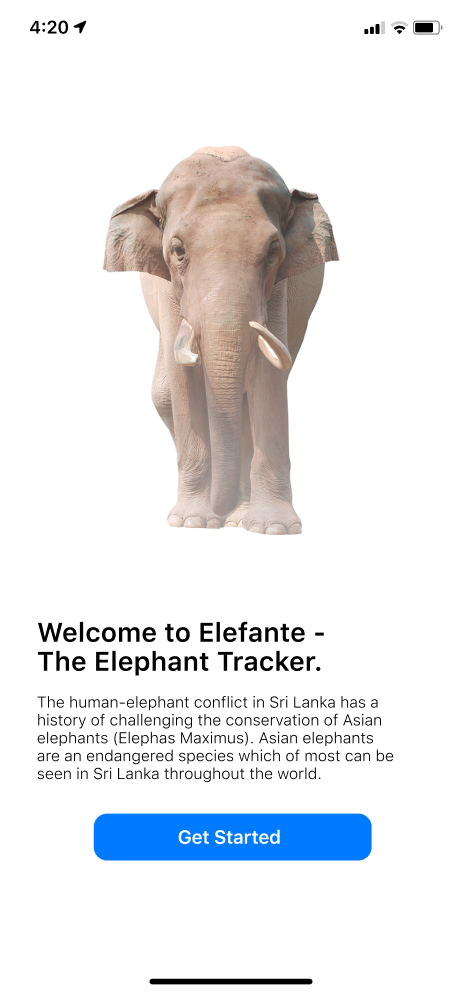 4:20
Welcome to Elefante -
The Elephant Tracker.
The human-elephant conflict in Sri Lanka has a
history of challenging the conservation of Asian
elephants (Elephas Maximus). Asian elephants
are an endangered species which of most can be
seen in Sri Lanka throughout the world.
Get Started